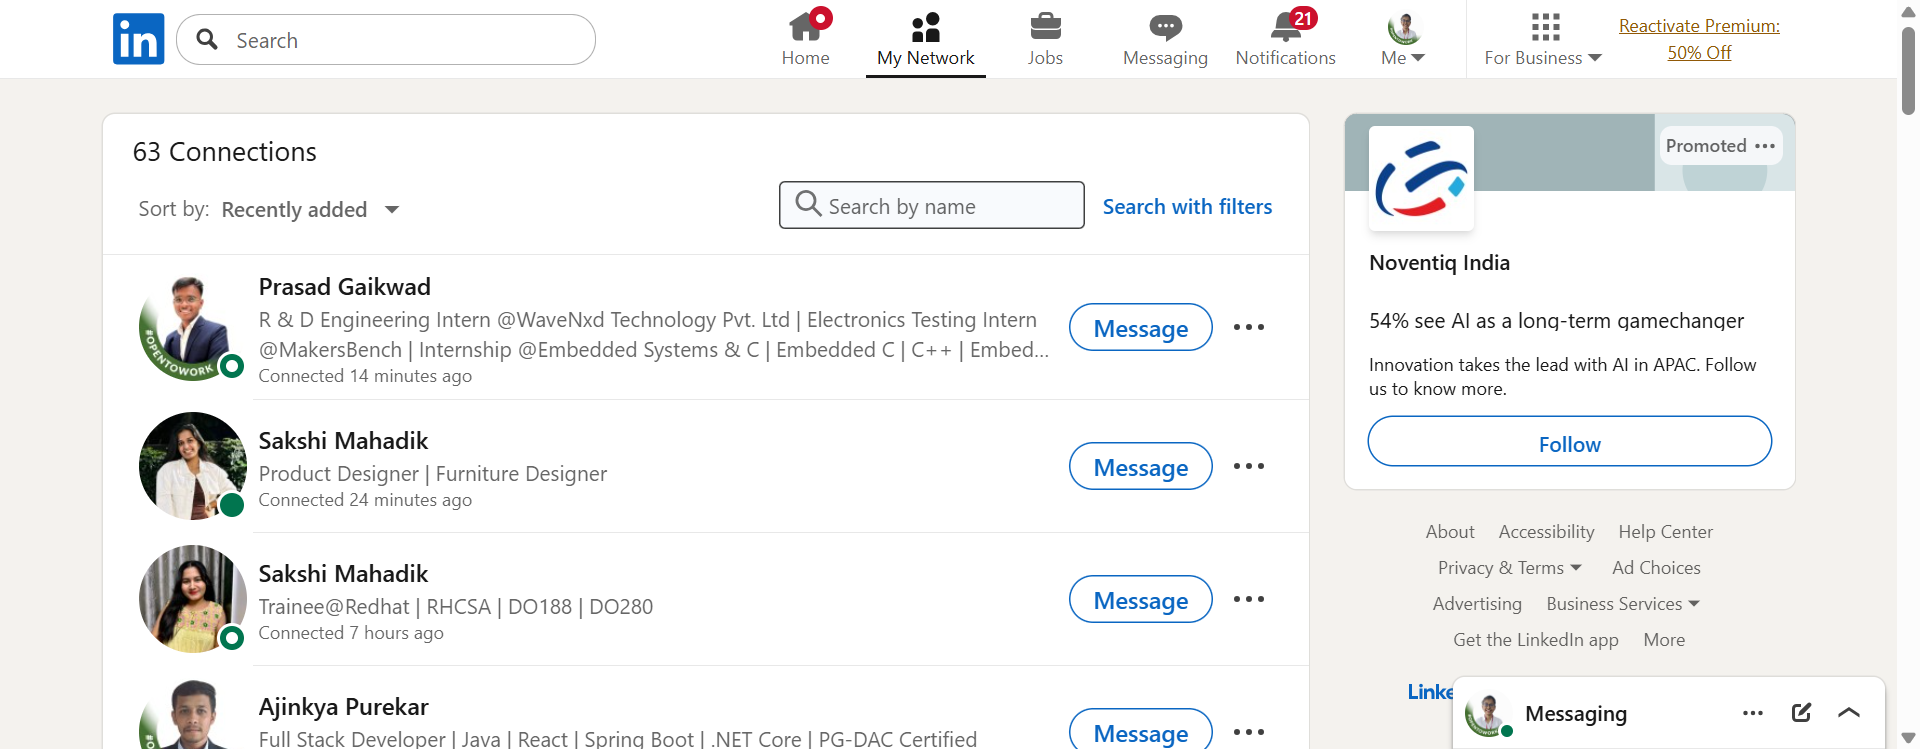 in
Search
Home
My Network
Jobs
Messaging
21
Notifications
Me
For Business
Reactivate Premium:
50% Off
63 Connections
Sort by: Recently added
Search by name
Search with filters
Prasad Gaikwad
R & D Engineering Intern @WaveNxd Technology Pvt. Ltd | Electronics Testing Intern
@MakersBench | Internship @Embedded Systems & C | Embedded C | C++ | Embed...
Connected 14 minutes ago
#OPENTOWORK
Message
Sakshi Mahadik
Product Designer | Furniture Designer
Connected 24 minutes ago
Message
Sakshi Mahadik
Trainee@Redhat | RHCSA | DO188 | DO280
Connected 7 hours ago
Message
Ajinkya Purekar
Full Stack Developer | Java | React | Spring Boot | .NET Core | PG-DAC Certified
Message
Promoted
Noventiq India
54% see AI as a long-term gamechanger
Innovation takes the lead with AI in APAC. Follow
us to know more.
Follow
About Accessibility Help Center
Privacy & Terms Ad Choices
Advertising Business Services
Get the LinkedIn app More
Linke
Messaging